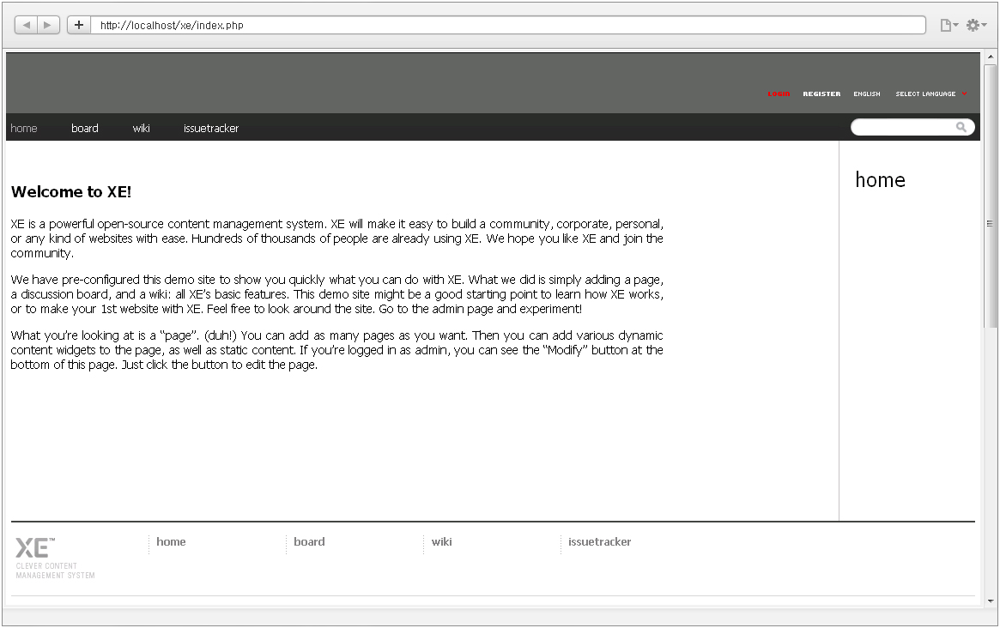 http://localhost/xe/index.php
LOGIN REGISTER ENGLISH SELECT LANGUAGE
home board wiki issuetracker
home
Welcome to XE!
XE is a powerful open-source content management system. XE will make it easy to build a community, corporate, personal,
or any kind of websites with ease. Hundreds of thousands of people are already using XE. We hope you like XE and join the
community.
We have pre-configured this demo site to show you quickly what you can do with XE. What we did is simply adding a page,
a discussion board, and a wiki: all XE’s basic features. This demo site might be a good starting point to learn how XE works,
or to make your 1st website with XE. Feel free to look around the site. Go to the admin page and experiment!
What you’re looking at is a “page”. (duh!) You can add as many pages as you want. Then you can add various dynamic
content widgets to the page, as well as static content. If you’re logged in as admin, you can see the “Modify” button at the
bottom of this page. Just click the button to edit the page.
XE™
CLEVER CONTENT
MANAGEMENT SYSTEM
home board wiki issuetracker